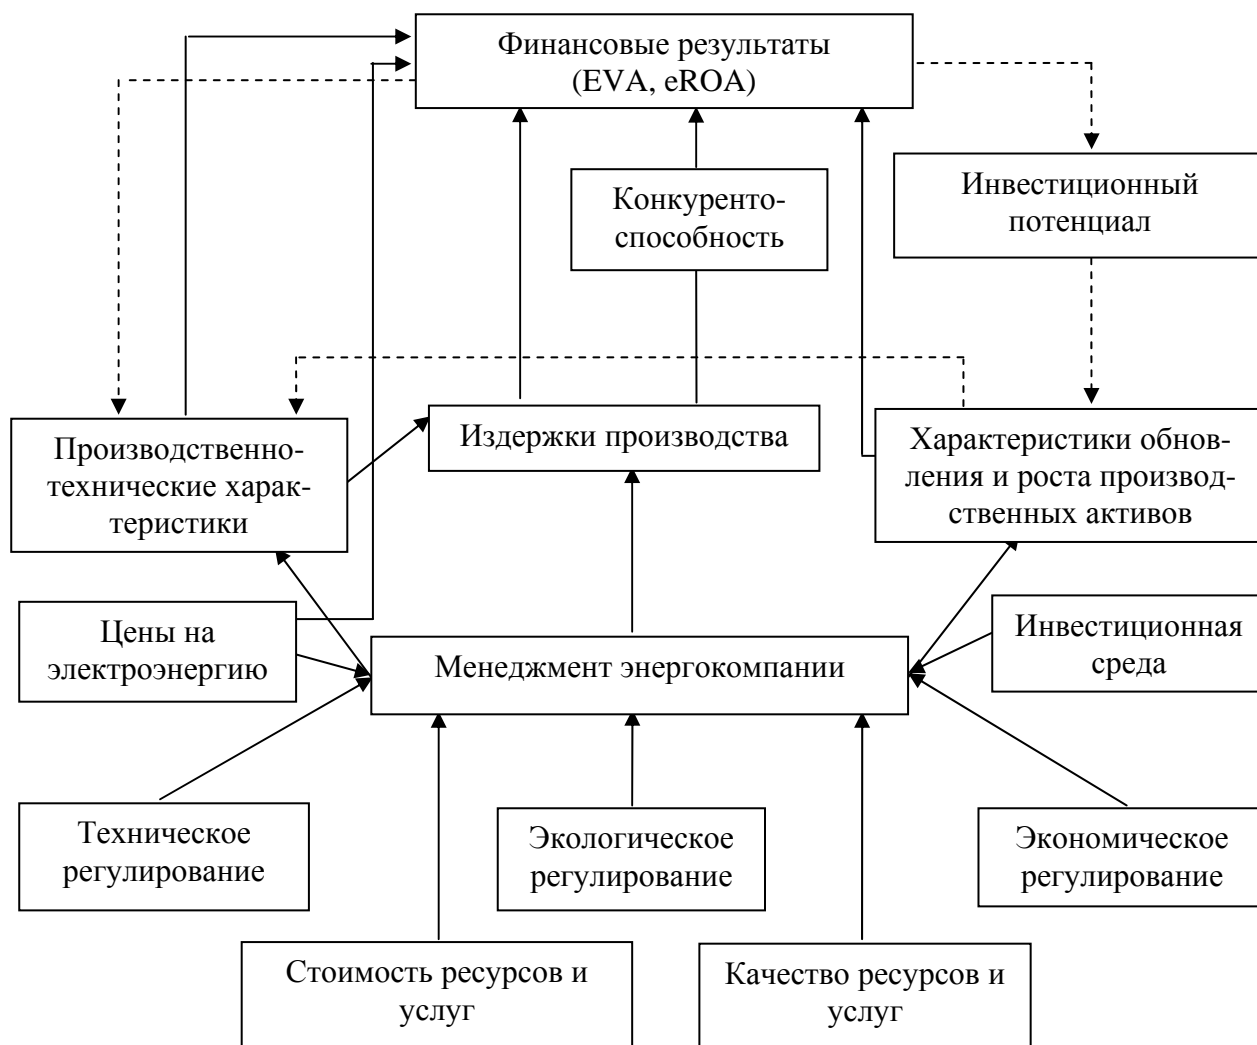 Финансовые результаты
(EVA, eROA)
Конкуренто-
способность
Инвестиционный
потенциал
Производственно-
технические харак-
теристики
Издержки производства
Характеристики обнов-
ления и роста производ-
ственных активов
Цены на
электроэнергию
Менеджмент энергокомпании
Инвестиционная
среда
Техническое
регулирование
Экологическое
регулирование
Экономическое
регулирование
Стоимость ресурсов и
услуг
Качество ресурсов и
услуг